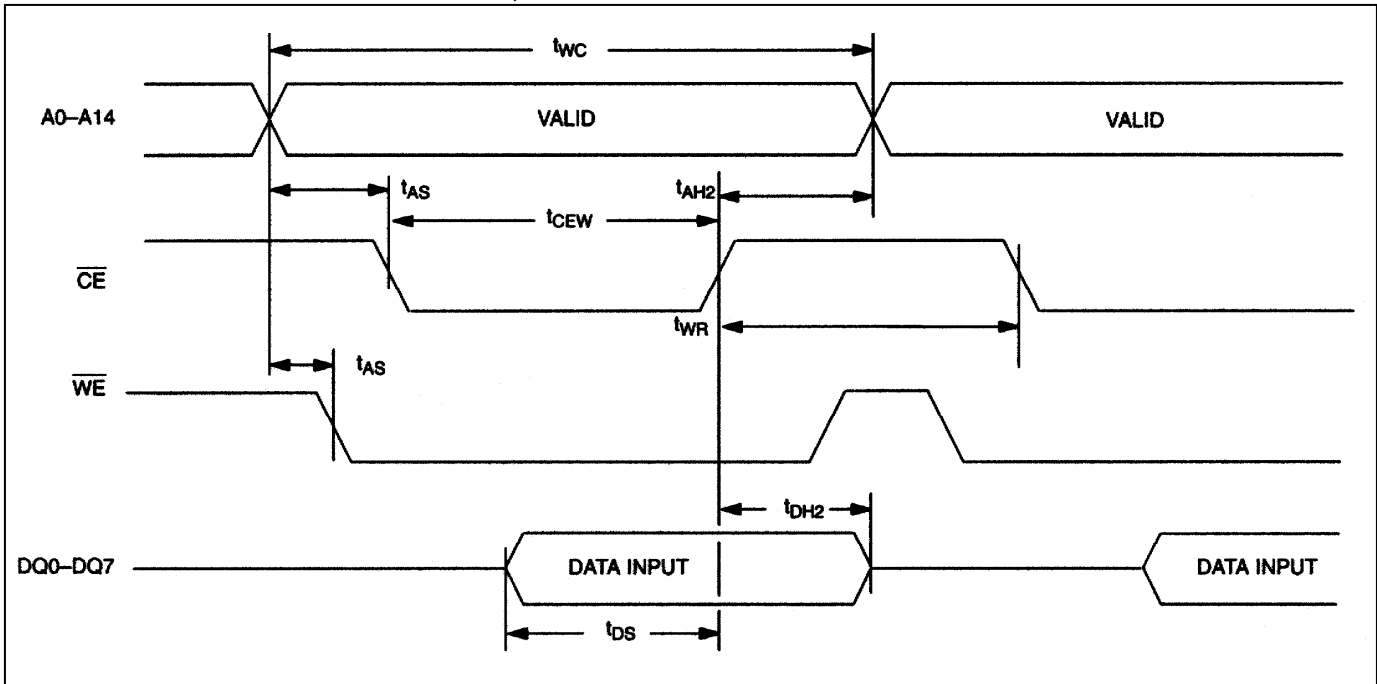 tWC
A0–A14 VALID VALID
tAS tAH2
tCEW
CE
tWR
tAS
WE
tDH2
DQ0–DQ7 DATA INPUT DATA INPUT
tDS